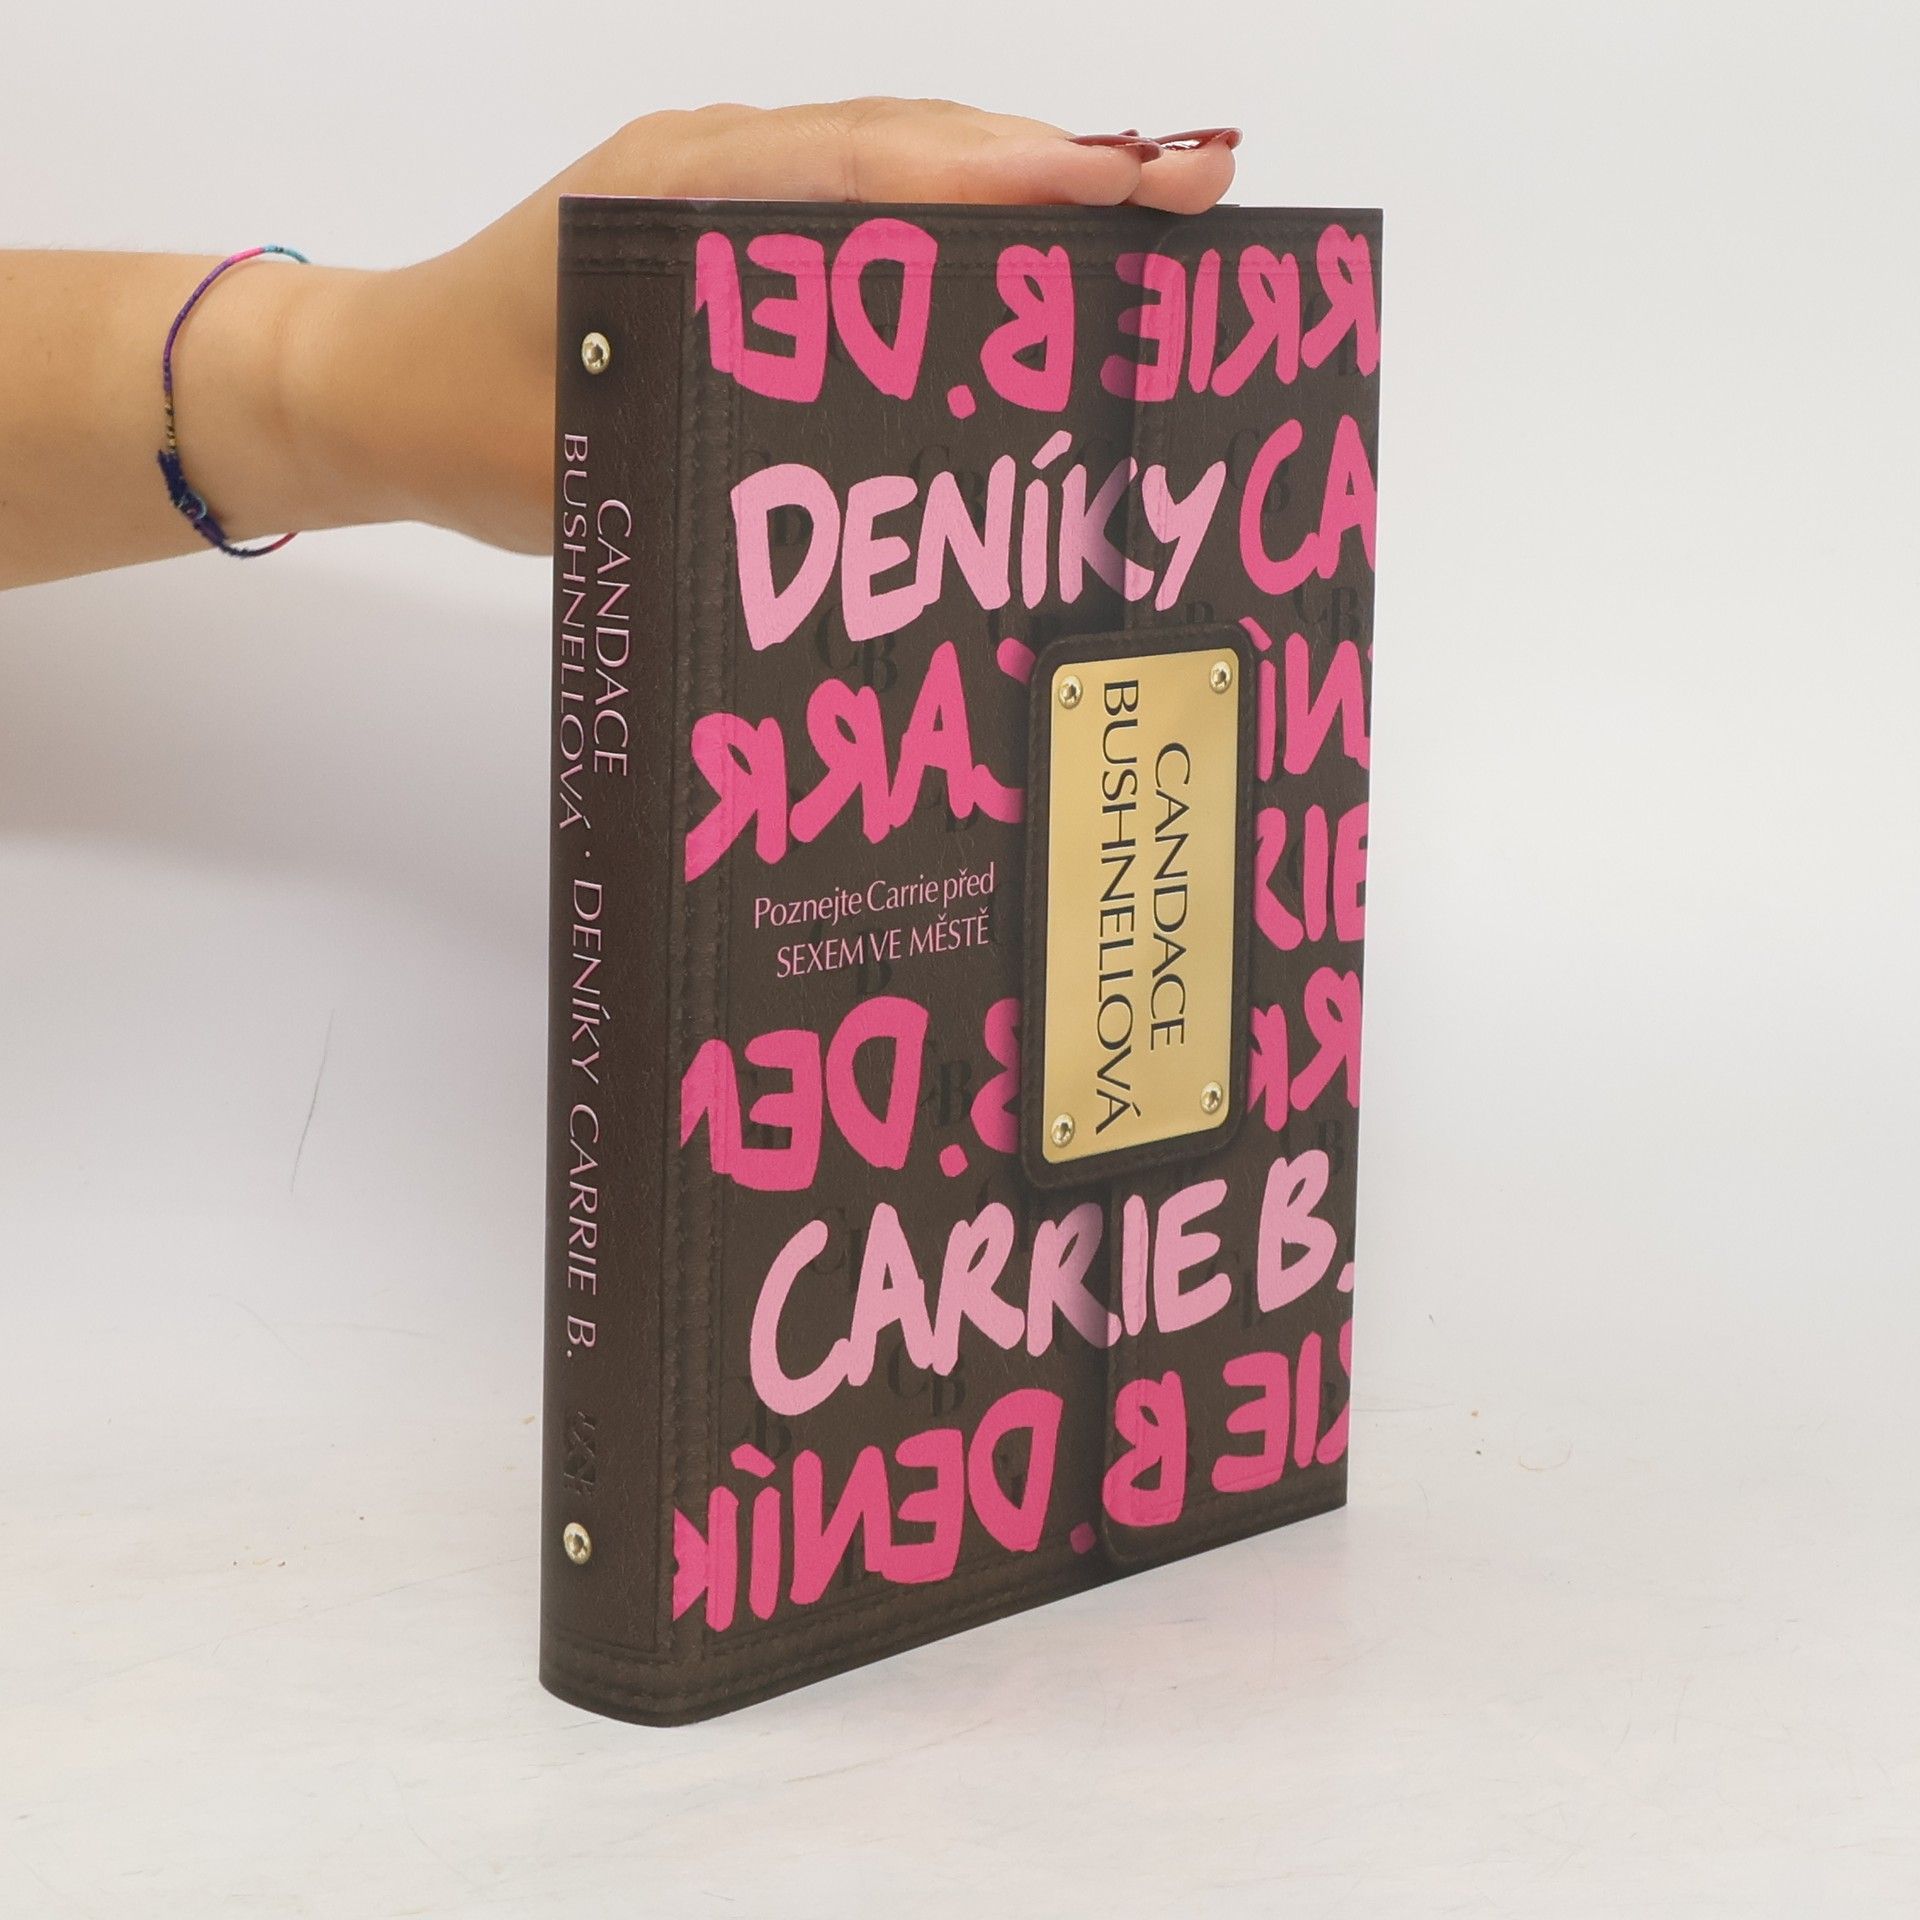 CANDACE
BUSHNELLOVÁ · DENÍKY CARRIE B.
DENÍKY
Poznejte Carrie před
SEXEM VE MĚSTĚ
CANDACE
BUSHNELLOVÁ
CARRIE B.